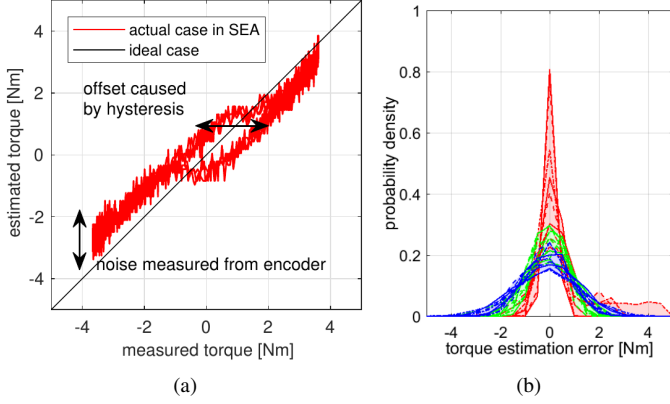 4
2
0
-2
-4
estimated torque [Nm]
actual case in SEA
ideal case
offset caused
by hysteresis
noise measured from encoder
-4
-2
0
2
4
measured torque [Nm]
(a)
1
0.8
0.6
0.4
0.2
0
probability density
-4
-2
0
2
4
torque estimation error [Nm]
(b)